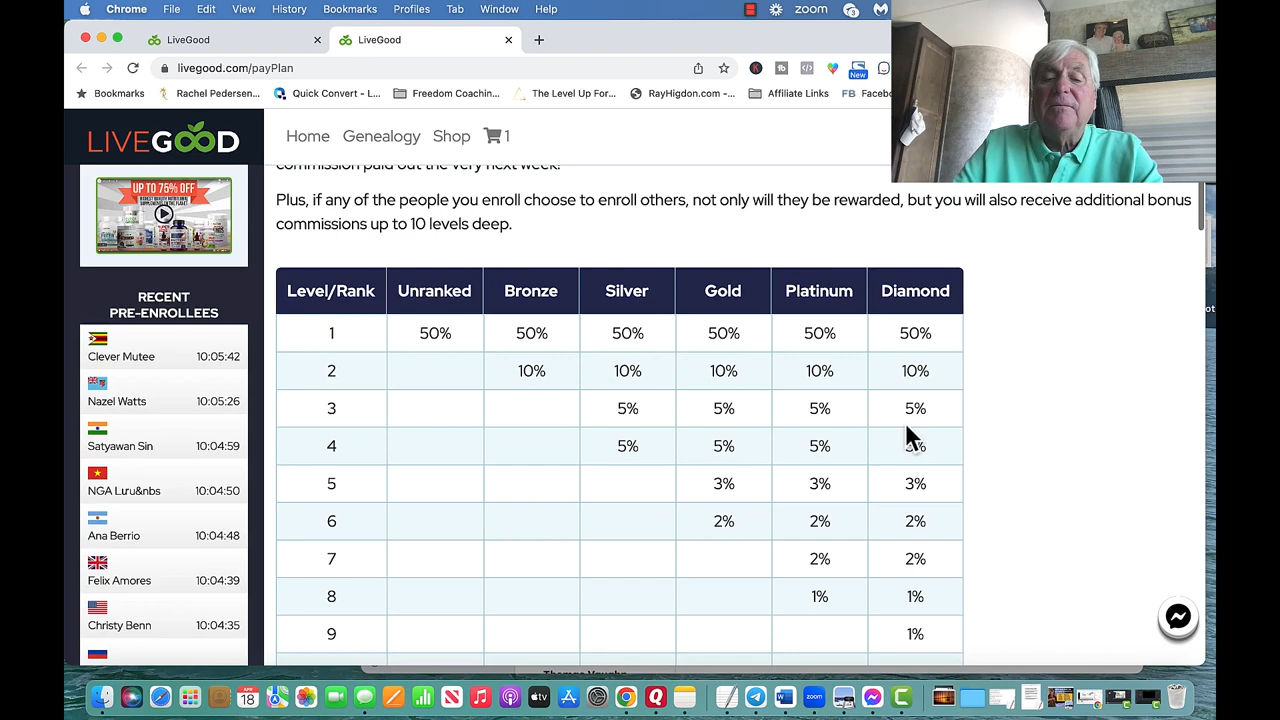 Chrome File Edit View History Bookmarks Profiles Tab Window Help zoom
LiveGood
LiveGood
livegood.com/payPlan
New
Bookmarks Rachel Pedersen... Quick Convert - L... Freedom Coachin... The Level Up For... RayHigdon.com -... Affiliate Links FB Facebo
LIVEGOOD
Home Genealogy Shop 1
commission paid out the very next week!
Plus, if any of the people you enroll choose to enroll others, not only will they be rewarded, but you will also receive additional bonus
commissions up to 10 levels deep.
UP TO 75% OFF
RECENT
PRE-ENROLLEES
Clever Mutee 10:05:42
Nazel Watts 10:05:26
Satyawan Sin 10:04:59
NGA Lưu&nbs 10:04:50
Ana Berrio 10:04:48
Felix Amores 10:04:39
Christy Benn 10:04:35
Level/Rank Unranked Bronze Silver Gold Platinum Diamond
1 50% 50% 50% 50% 50% 50%
2 10% 10% 10% 10% 10%
3 5% 5% 5% 5%
4 5% 5% 5%
5 3% 3% 3%
6 2% 2% 2%
7 2% 2%
8 1% 1%
9 1%
APR
18
zoom